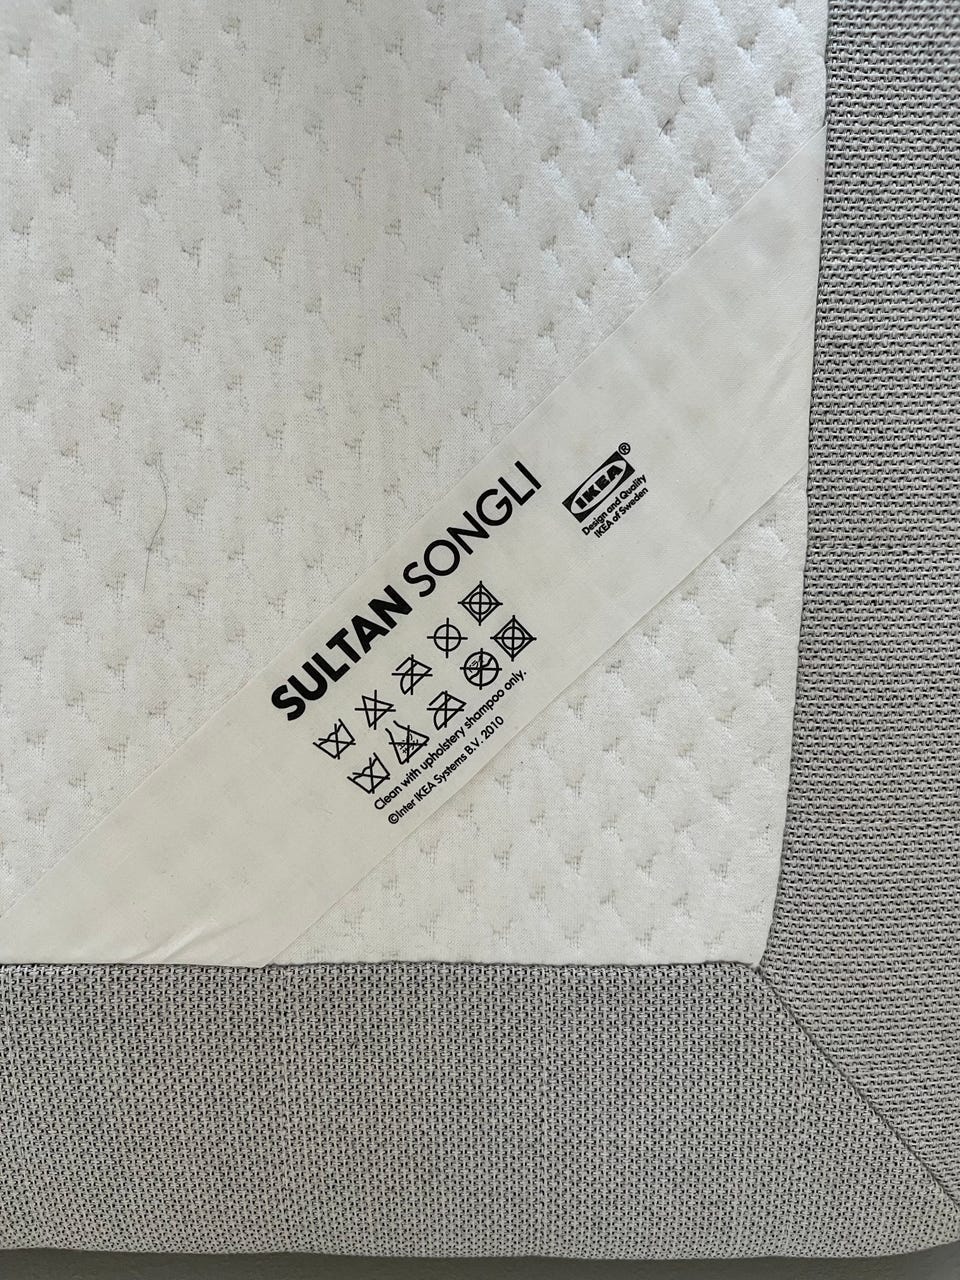 SULTAN SONGLI
IKEA®
Design and Quality
IKEA of Sweden
Clean with upholstery shampoo only.
©Inter IKEA Systems B.V. 2010